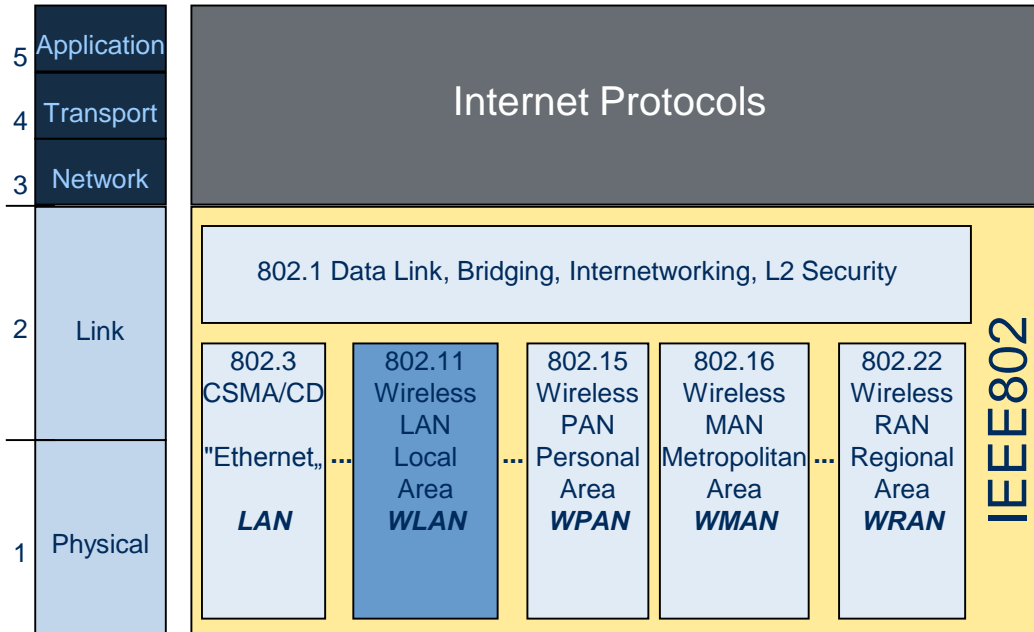 5
Application
4
Transport
3
Network
2
Link
1
Physical
Internet Protocols
802.1 Data Link, Bridging, Internetworking, L2 Security
802.3
CSMA/CD
"Ethernet„
LAN
...
802.11
Wireless
LAN
Local
Area
WLAN
...
802.15
Wireless
PAN
Personal
Area
WPAN
802.16
Wireless
MAN
Metropolitan
Area
WMAN
...
802.22
Wireless
RAN
Regional
Area
WRAN
IEEE802